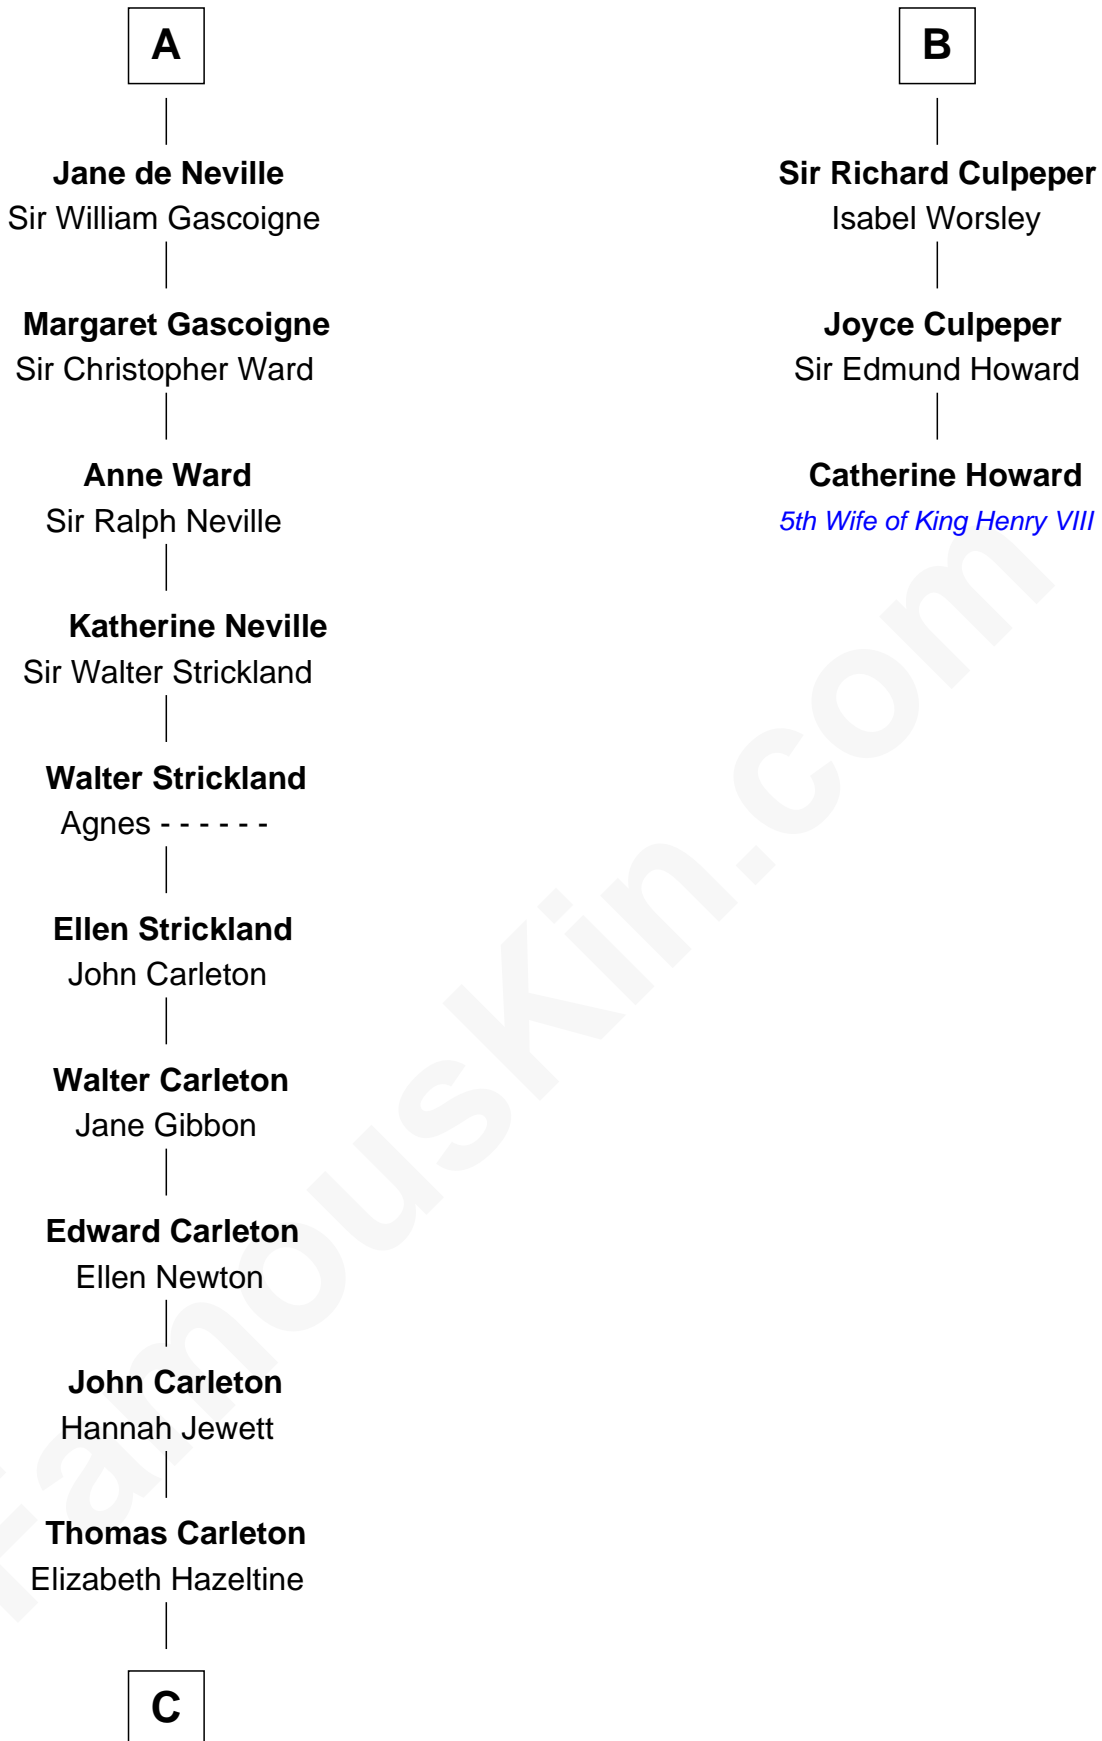 A
Jane de Neville
Sir William Gascoigne
Margaret Gascoigne
Sir Christopher Ward
Anne Ward
Sir Ralph Neville
Katherine Neville
Sir Walter Strickland
Walter Strickland
Agnes - - - - - -
Ellen Strickland
John Carleton
Walter Carleton
Jane Gibbon
Edward Carleton
Ellen Newton
John Carleton
Hannah Jewett
Thomas Carleton
Elizabeth Hazeltine
C
B
Sir Richard Culpeper
Isabel Worsley
Joyce Culpeper
Sir Edmund Howard
Catherine Howard
5th Wife of King Henry VIII
FamousKin.com